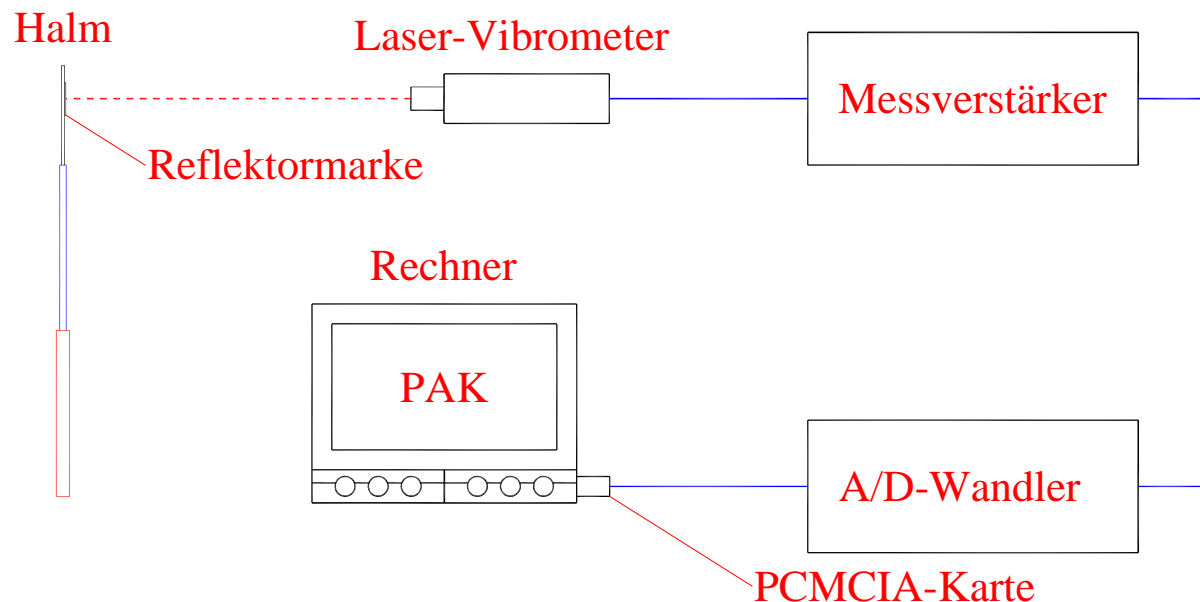 Halm
Laser-Vibrometer
Messverstärker
Reflektormarke
Rechner
PAK
A/D-Wandler
PCMCIA-Karte